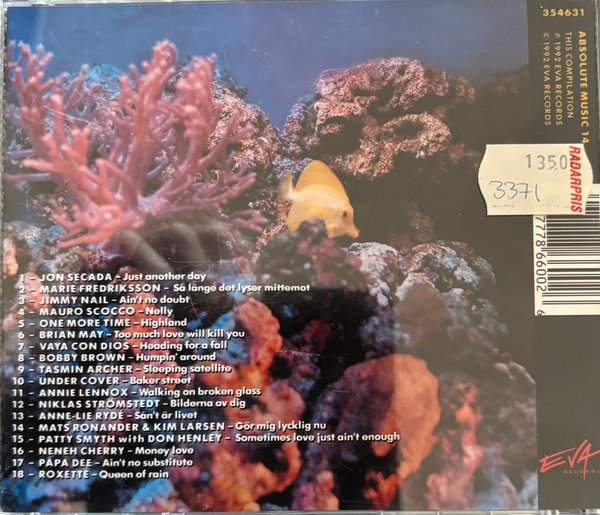 354631
ABSOLUTE MUSIC 14
THIS COMPILATION
℗ 1992 EVA RECORDS
© 1992 EVA RECORDS
135.0
3371
RADARPRIS
777866002 6
1 – JON SECADA – Just another day
2 – MARIE FREDRIKSSON – Så länge det lyser mittemot
3 – JIMMY NAIL – Ain't no doubt
4 – MAURO SCOCCO – Nelly
5 – ONE MORE TIME – Highland
6 – BRIAN MAY – Too much love will kill you
7 – VAYA CON DIOS – Heading for a fall
8 – BOBBY BROWN – Humpin' around
9 – TASMIN ARCHER – Sleeping satellite
10 – UNDER COVER – Baker street
11 – ANNIE LENNOX – Walking on broken glass
12 – NIKLAS STRÖMSTEDT – Bilderna av dig
13 – ANNE-LIE RYDÉ – Sån't är livet
14 – MATS RONANDER & KIM LARSEN – Gör mig lycklig nu
15 – PATTY SMYTH with DON HENLEY – Sometimes love just ain't enough
16 – NENEH CHERRY – Money love
17 – PAPA DEE – Ain't no substitute
18 – ROXETTE – Queen of rain
EVA
RECORDS